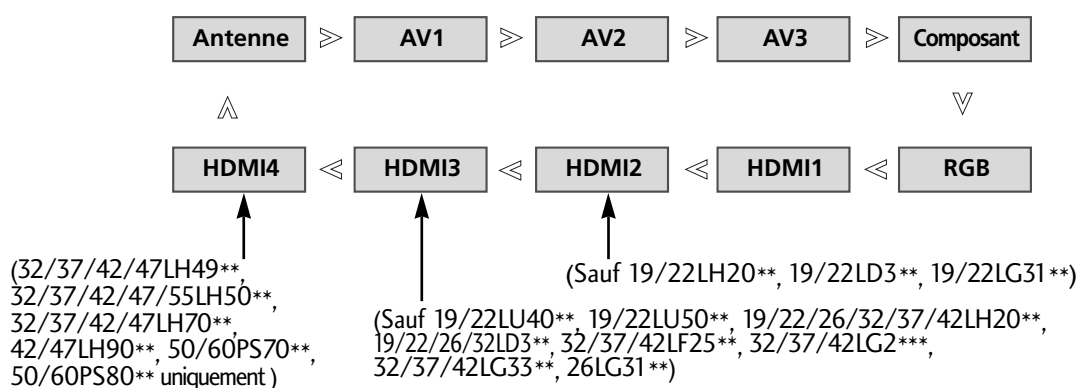 Antenne AV1 AV2 AV3 Composant
HDMI4 HDMI3 HDMI2 HDMI1 RGB
(32/37/42/47LH49**,
32/37/42/47/55LH50**,
32/37/42/47LH70**,
42/47LH90**, 50/60PS70**,
50/60PS80** uniquement )
(Sauf 19/22LH20**, 19/22LD3**, 19/22LG31**)
(Sauf 19/22LU40**, 19/22LU50**, 19/22/26/32/37/42LH20**,
19/22/26/32LD3**, 32/37/42LF25**, 32/37/42LG2***,
32/37/42LG33**, 26LG31**)